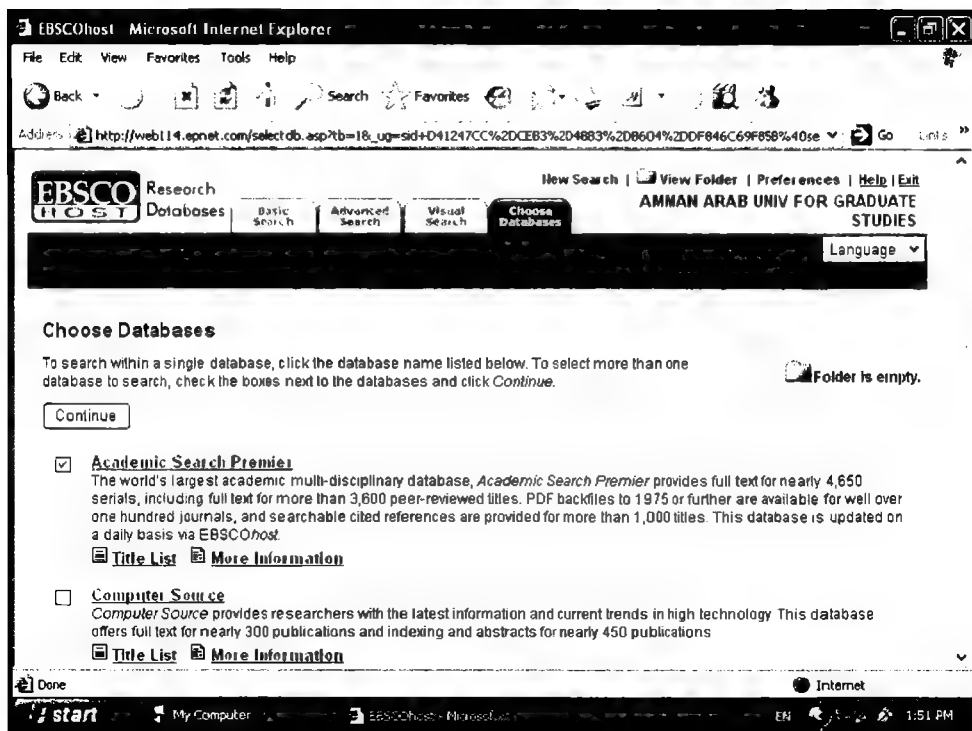 EBSCOhost Microsoft Internet Explorer
File Edit View Favorites Tools Help
Back Search Favorites
Address http://web114.epnet.com/selectdb.asp?tb=1&_ug=sid+D41247CC%2DCEB3%2D4883%2DB604%2DDF846C69F858%40se Go Links »
EBSCO HOST Research Databases
Basic Search
Advanced Search
Visual Search
Choose Databases
New Search | View Folder | Preferences | Help | Exit
AMMAN ARAB UNIV FOR GRADUATE
STUDIES
Language
Choose Databases
To search within a single database, click the database name listed below. To select more than one
database to search, check the boxes next to the databases and click Continue.
Folder is empty.
Continue
Academic Search Premier
The world's largest academic multi-disciplinary database, Academic Search Premier provides full text for nearly 4,650
serials, including full text for more than 3,600 peer-reviewed titles. PDF backfiles to 1975 or further are available for well over
one hundred journals, and searchable cited references are provided for more than 1,000 titles. This database is updated on
a daily basis via EBSCOhost.
Title List More Information
Computer Source
Computer Source provides researchers with the latest information and current trends in high technology This database
offers full text for nearly 300 publications and indexing and abstracts for nearly 450 publications
Title List More Information
Done Internet
start My Computer EBSCOhost - Microsoft EN 1:51 PM